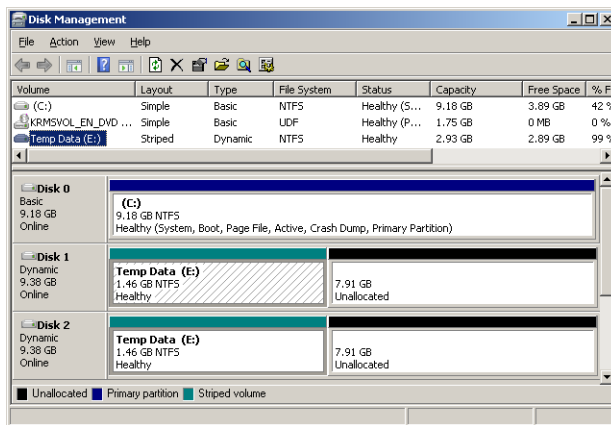 Disk Management
File Action View Help
Volume Layout Type File System Status Capacity Free Space % F
(C:) Simple Basic NTFS Healthy (S... 9.18 GB 3.89 GB 42 %
KRMSVOL_EN_DVD ... Simple Basic UDF Healthy (P... 1.75 GB 0 MB 0 %
Temp Data (E:) Striped Dynamic NTFS Healthy 2.93 GB 2.89 GB 99 %
Disk 0
Basic
9.18 GB
Online
(C:)
9.18 GB NTFS
Healthy (System, Boot, Page File, Active, Crash Dump, Primary Partition)
Disk 1
Dynamic
9.38 GB
Online
Temp Data (E:)
1.46 GB NTFS
Healthy
7.91 GB
Unallocated
Disk 2
Dynamic
9.38 GB
Online
Temp Data (E:)
1.46 GB NTFS
Healthy
7.91 GB
Unallocated
Unallocated Primary partition Striped volume